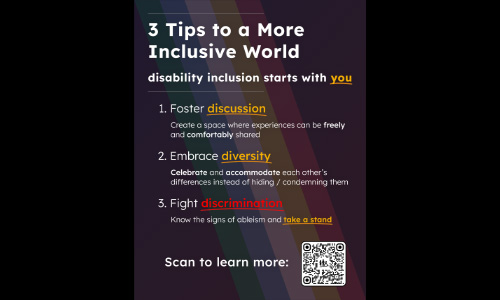 3 Tips to a More
Inclusive World
disability inclusion starts with you
1. Foster discussion
Create a space where experiences can be freely
and comfortably shared
2. Embrace diversity
Celebrate and accommodate each other's
differences instead of hiding / condemning them
3. Fight discrimination
Know the signs of ableism and take a stand
Scan to learn more: